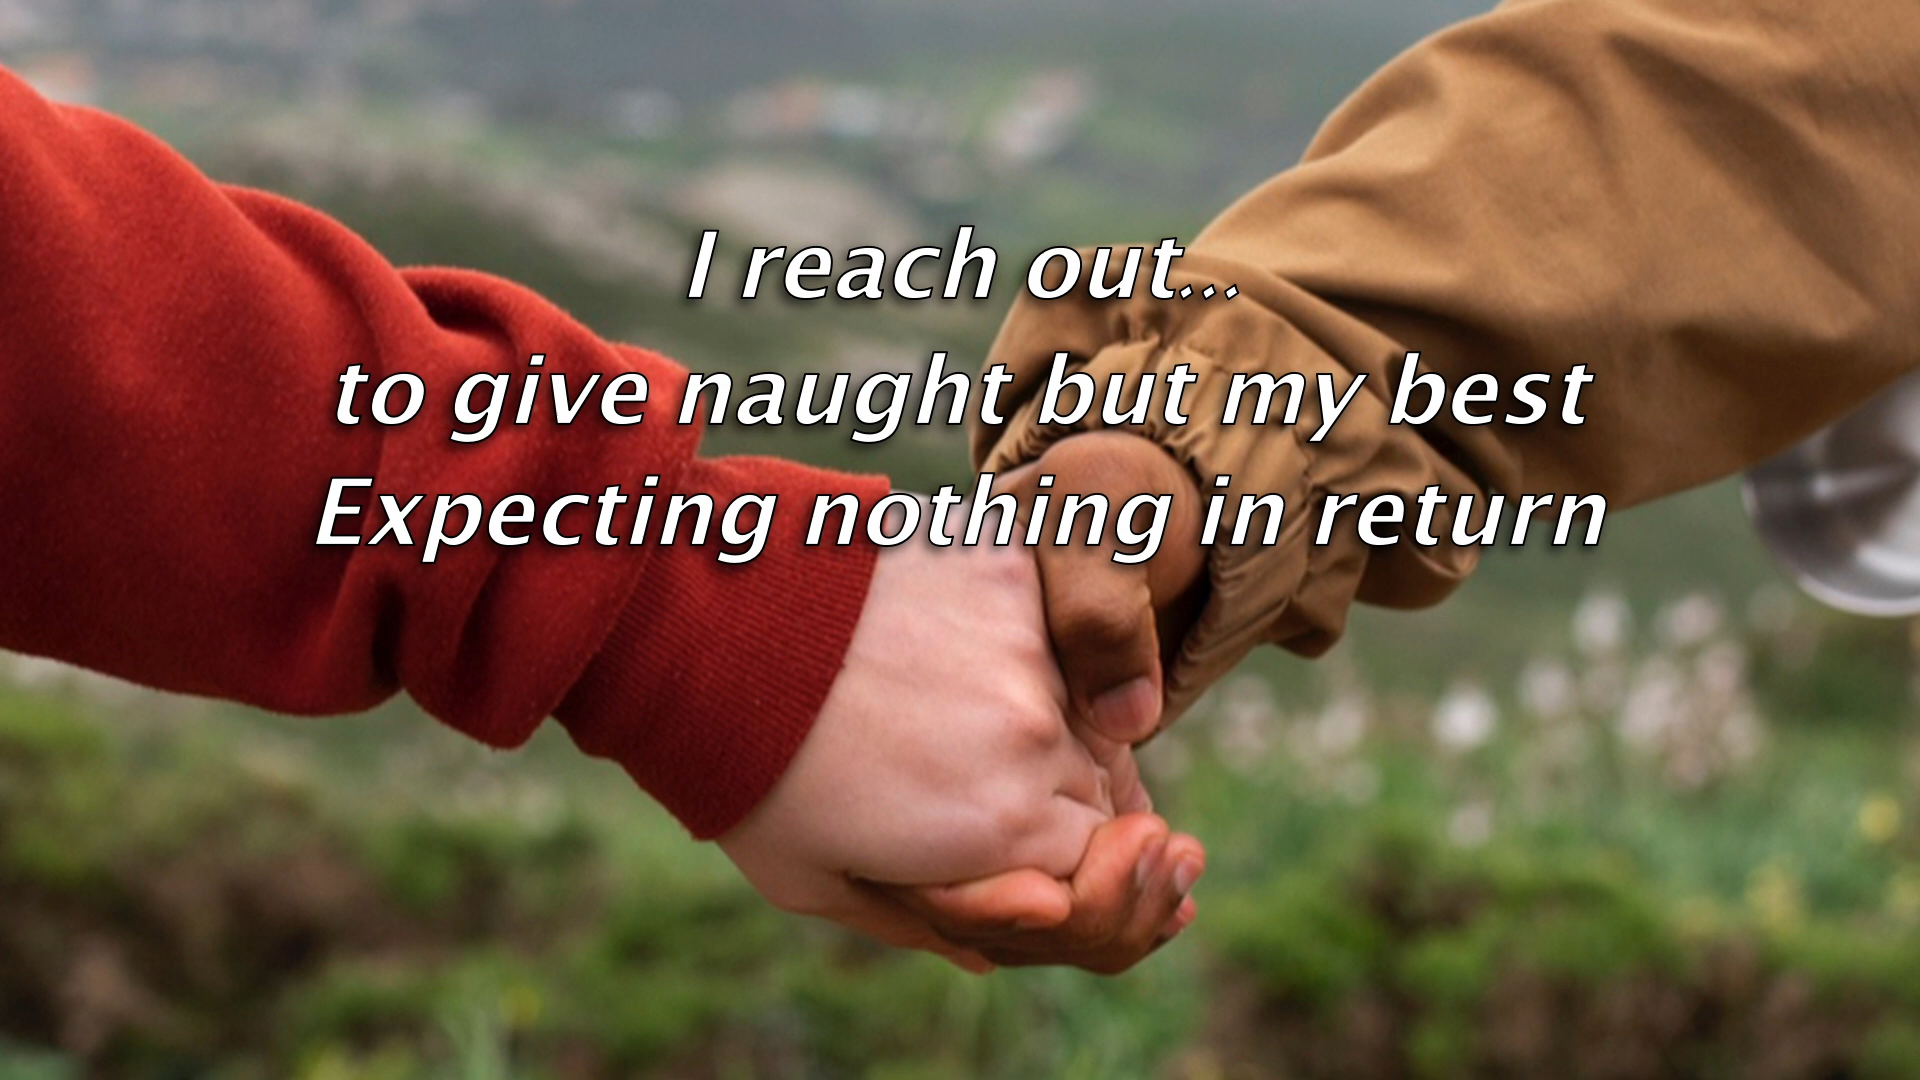 I reach out...
to give naught but my best
Expecting nothing in return